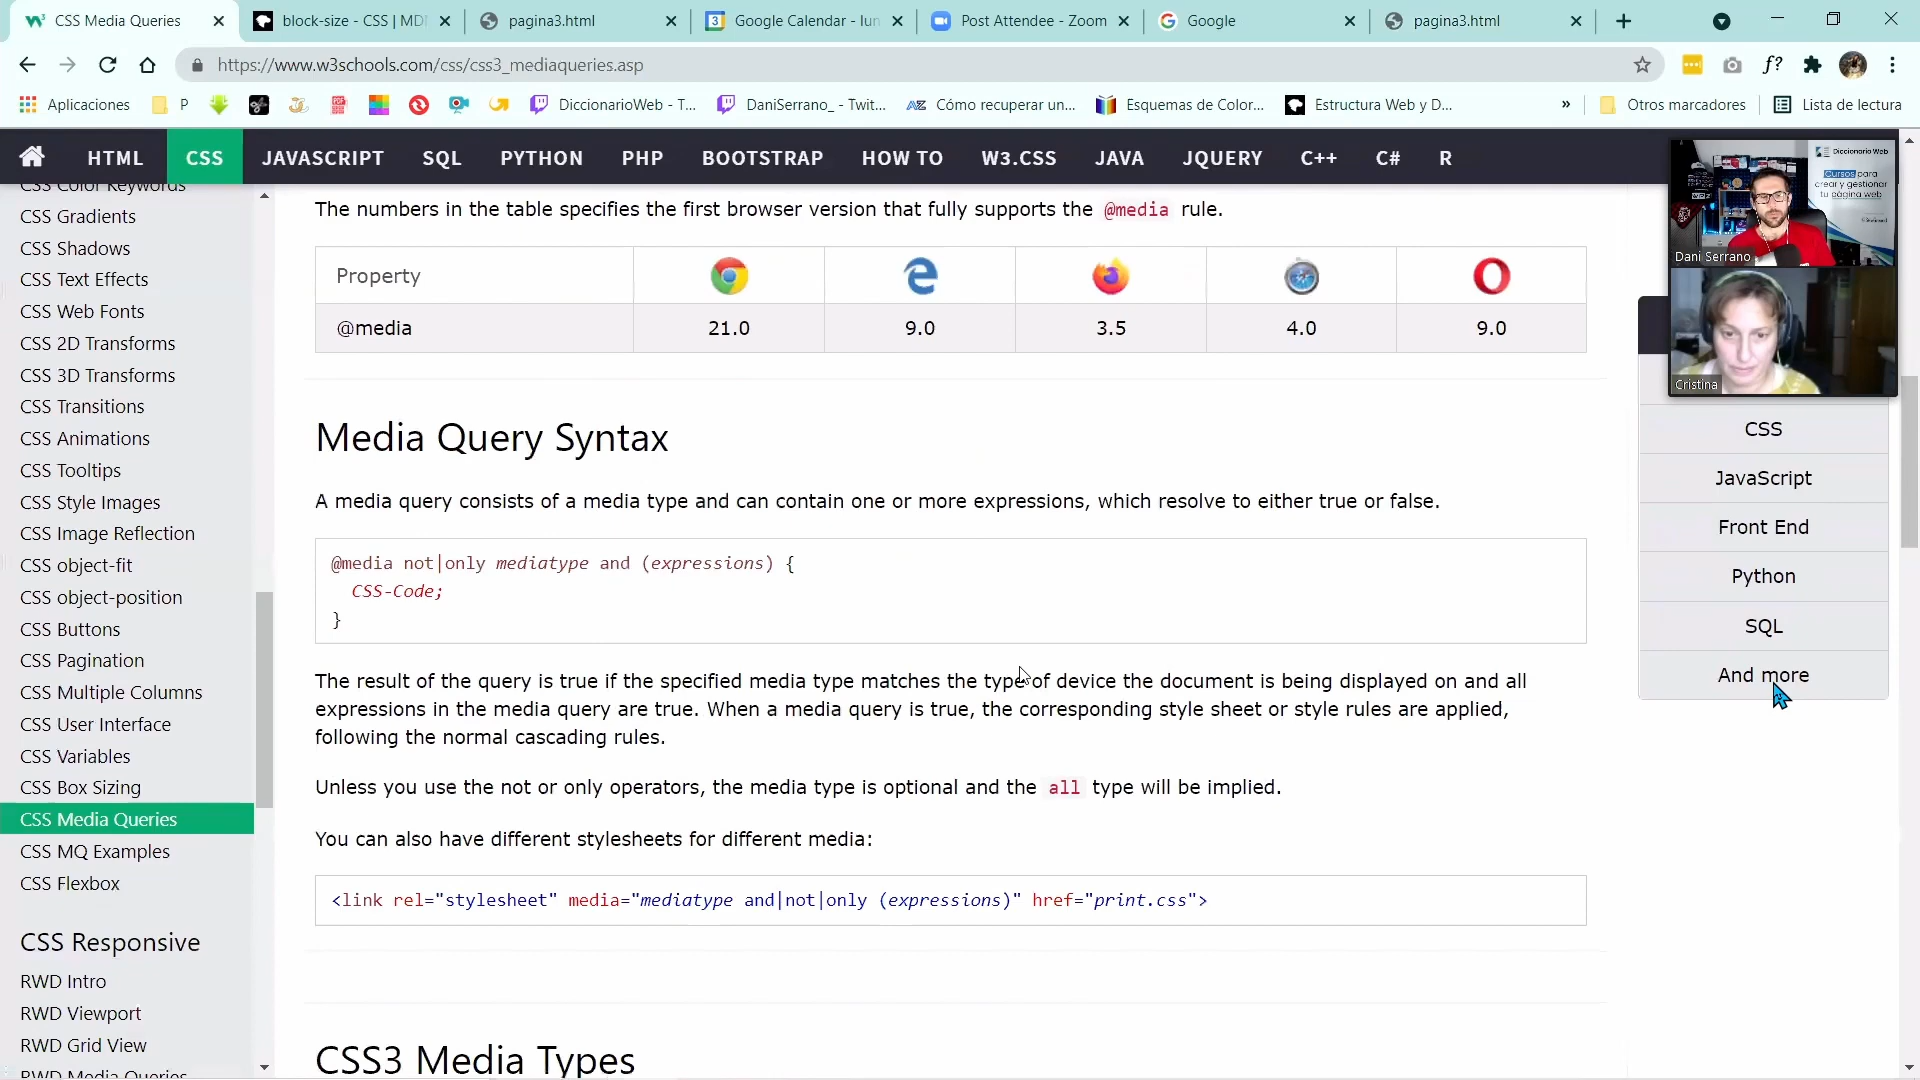 CSS Media Queries
block-size - CSS | MD
pagina3.html
Google Calendar - lun
Post Attendee - Zoom
Google
pagina3.html
https://www.w3schools.com/css/css3_mediaqueries.asp
f?
Aplicaciones
P
DiccionarioWeb - T...
DaniSerrano_ - Twit...
Cómo recuperar un...
Esquemas de Color...
Estructura Web y D...
»
Otros marcadores
Lista de lectura
HTML
CSS
JAVASCRIPT
SQL
PYTHON
PHP
BOOTSTRAP
HOW TO
W3.CSS
JAVA
JQUERY
C++
C#
R
CSS Color Keywords
CSS Gradients
CSS Shadows
CSS Text Effects
CSS Web Fonts
CSS 2D Transforms
CSS 3D Transforms
CSS Transitions
CSS Animations
CSS Tooltips
CSS Style Images
CSS Image Reflection
CSS object-fit
CSS object-position
CSS Buttons
CSS Pagination
CSS Multiple Columns
CSS User Interface
CSS Variables
CSS Box Sizing
CSS Media Queries
CSS MQ Examples
CSS Flexbox
CSS Responsive
RWD Intro
RWD Viewport
RWD Grid View
RWD Media Queries
The numbers in the table specifies the first browser version that fully supports the @media rule.
Property
@media 21.0 9.0 3.5 4.0 9.0
Media Query Syntax
A media query consists of a media type and can contain one or more expressions, which resolve to either true or false.
@media not|only mediatype and (expressions) {
CSS-Code;
}
The result of the query is true if the specified media type matches the type of device the document is being displayed on and all
expressions in the media query are true. When a media query is true, the corresponding style sheet or style rules are applied,
following the normal cascading rules.
Unless you use the not or only operators, the media type is optional and the all type will be implied.
You can also have different stylesheets for different media:
<link rel="stylesheet" media="mediatype and|not|only (expressions)" href="print.css">
CSS3 Media Types
Diccionario Web
Cursos para
crear y gestionar
tu página web
Dani Serrano
Cristina
CSS
JavaScript
Front End
Python
SQL
And more